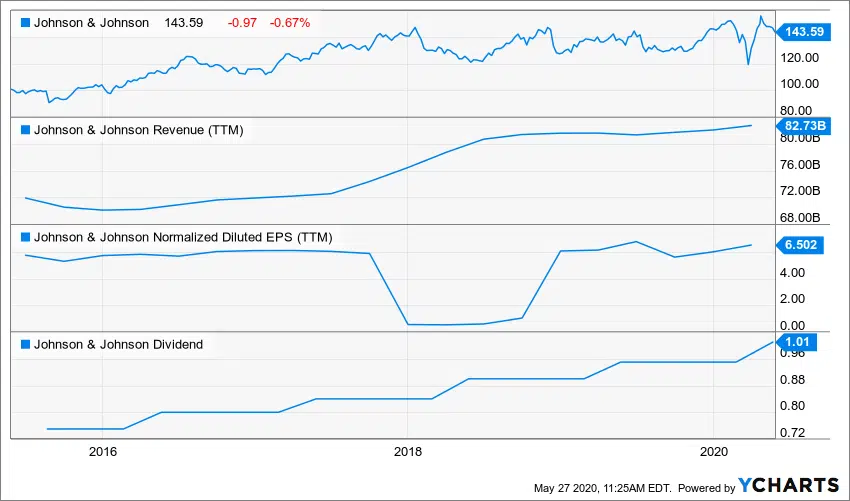 Johnson & Johnson 143.59 -0.97 -0.67%
143.59
120.00
100.00
80.00
Johnson & Johnson Revenue (TTM)
82.73B
80.00B
76.00B
72.00B
68.00B
Johnson & Johnson Normalized Diluted EPS (TTM)
6.502
4.00
2.00
0.00
Johnson & Johnson Dividend
1.01
0.96
0.88
0.80
0.72
2016 2018 2020
May 27 2020, 11:25AM EDT. Powered by YCHARTS